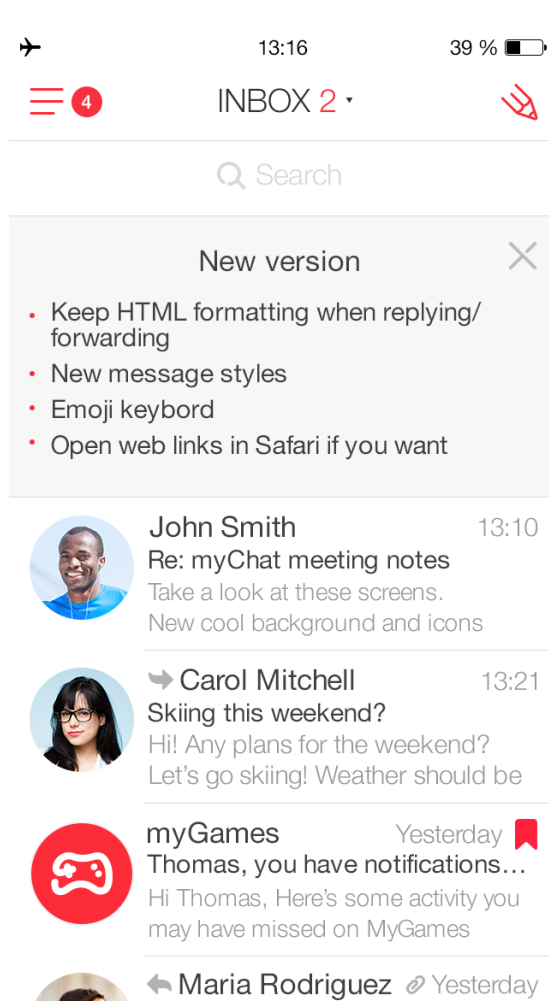 13:16
39 %
4
INBOX 2
Search
New version
Keep HTML formatting when replying/
forwarding
New message styles
Emoji keybord
Open web links in Safari if you want
John Smith 13:10
Re: myChat meeting notes
Take a look at these screens.
New cool background and icons
Carol Mitchell 13:21
Skiing this weekend?
Hi! Any plans for the weekend?
Let’s go skiing! Weather should be
myGames Yesterday
Thomas, you have notifications...
Hi Thomas, Here’s some activity you
may have missed on MyGames
Maria Rodriguez Yesterday